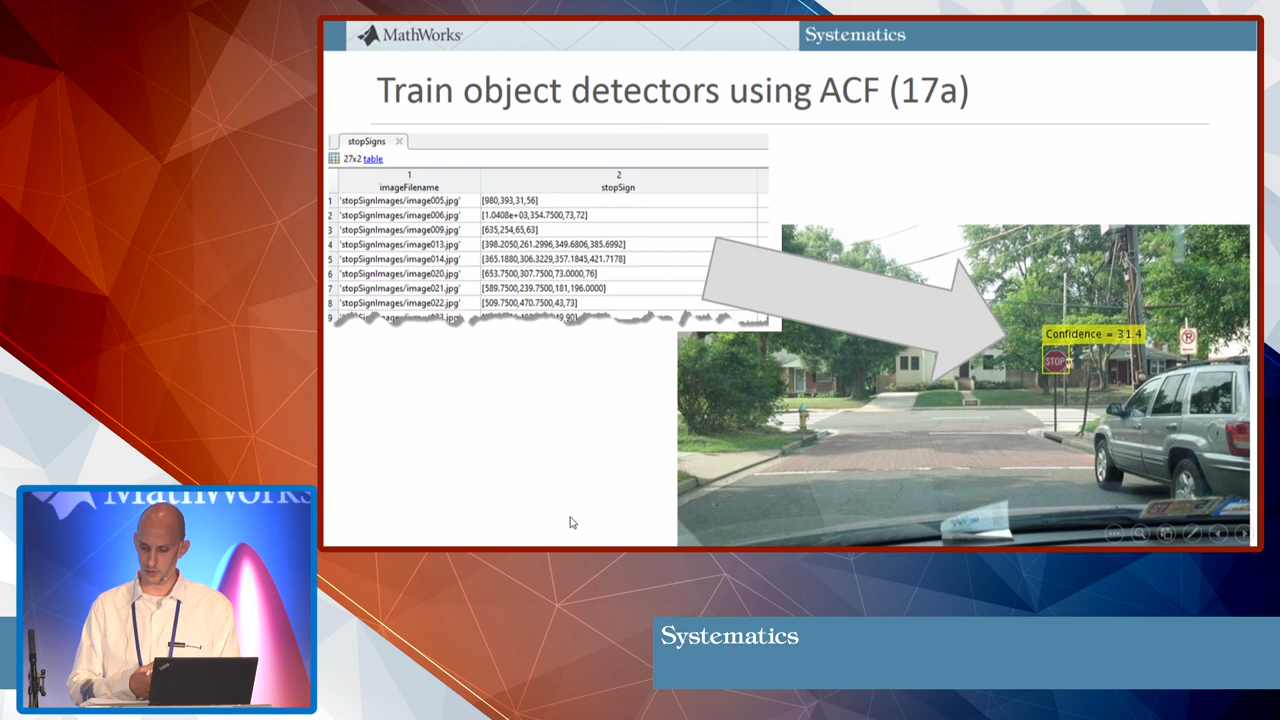 MathWorks
Systematics
Train object detectors using ACF (17a)
stopSigns
27x2 table
1
2
imageFilename
stopSign
1 'stopSignImages/image005.jpg' [980,393,31,56]
2 'stopSignImages/image006.jpg' [1.0408e+03,354.7500,73,72]
3 'stopSignImages/image009.jpg' [635,254,65,63]
4 'stopSignImages/image013.jpg' [398.2050,261.2996,349.6806,385.6992]
5 'stopSignImages/image014.jpg' [365.1880,306.3229,357.1845,421.7178]
6 'stopSignImages/image020.jpg' [653.7500,307.7500,73.0000,76]
7 'stopSignImages/image021.jpg' [589.7500,239.7500,181,196.0000]
8 'stopSignImages/image022.jpg' [509.7500,470.7500,43,73]
9
Confidence = 31.4
STOP
P
MathWorks
Systematics